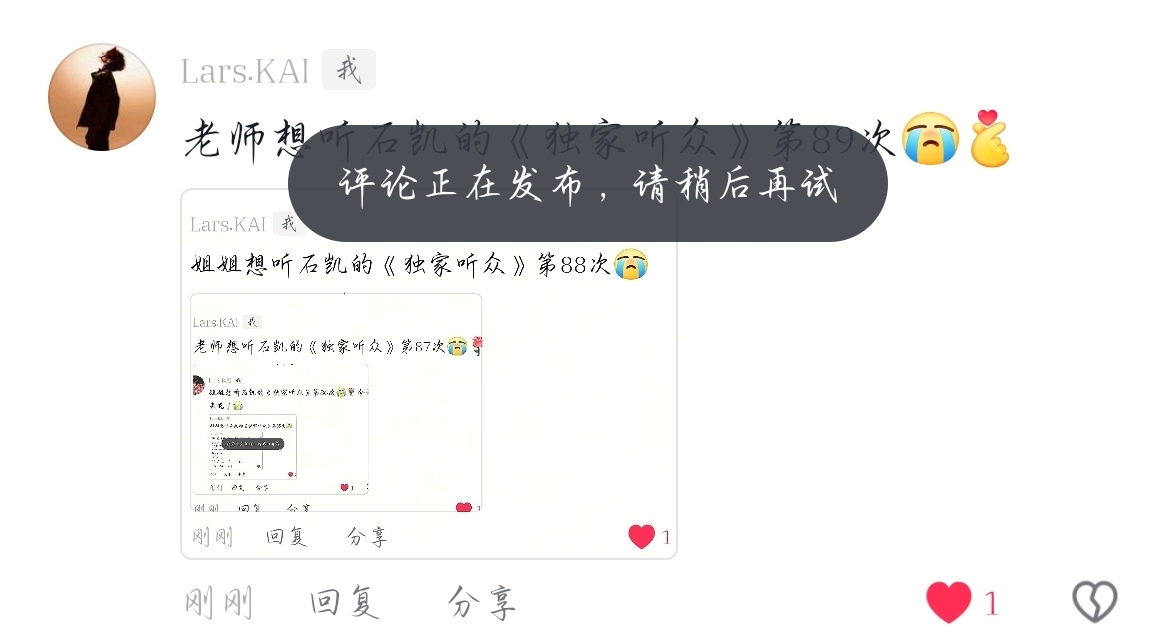 Lars.KAI 我
老师想听石凯的《独家听众》第89次😭🫰
评论正在发布，请稍后再试
Lars.KAI 我
姐姐想听石凯的《独家听众》第88次😭
Lars.KAI 我
老师想听石凯的《独家听众》第87次😭🌹
刚刚 回复 分享 1
刚刚 回复 分享 1
刚刚 回复 分享 1
刚刚 回复 分享 1